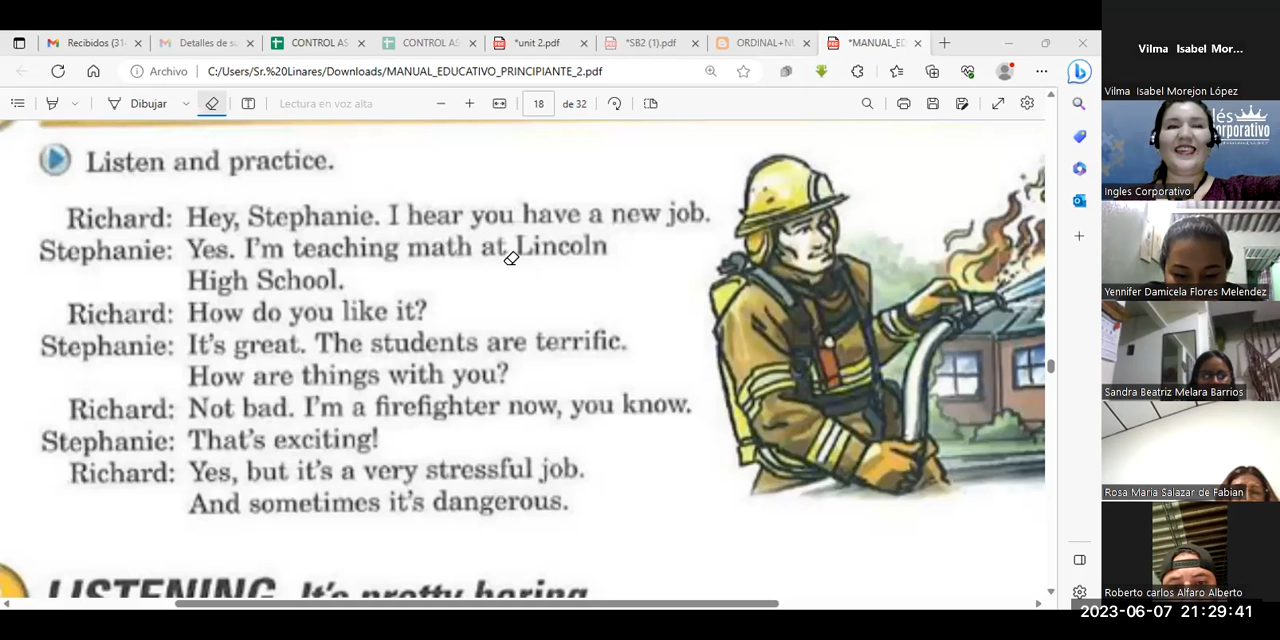 Recibidos (31
Detalles de su
CONTROL AS
CONTROL AS
*unit 2.pdf
*SB2 (1).pdf
ORDINAL+N
*MANUAL_ED
Archivo
C:/Users/Sr.%20Linares/Downloads/MANUAL_EDUCATIVO_PRINCIPIANTE_2.pdf
Dibujar
Lectura en voz alta
18
de 32
Listen and practice.
Richard: Hey, Stephanie. I hear you have a new job.
Stephanie: Yes. I'm teaching math at Lincoln
High School.
Richard: How do you like it?
Stephanie: It's great. The students are terrific.
How are things with you?
Richard: Not bad. I'm a firefighter now, you know.
Stephanie: That's exciting!
Richard: Yes, but it's a very stressful job.
And sometimes it's dangerous.
LISTENING It's pretty boring
Vilma Isabel Mor...
Vilma Isabel Morejon López
lés
orporativo
Ingles Corporativo
Yennifer Damicela Flores Melendez
Sandra Beatriz Melara Barrios
Rosa Maria Salazar de Fabian
Roberto carlos Alfaro Alberto
2023-06-07 21:29:41